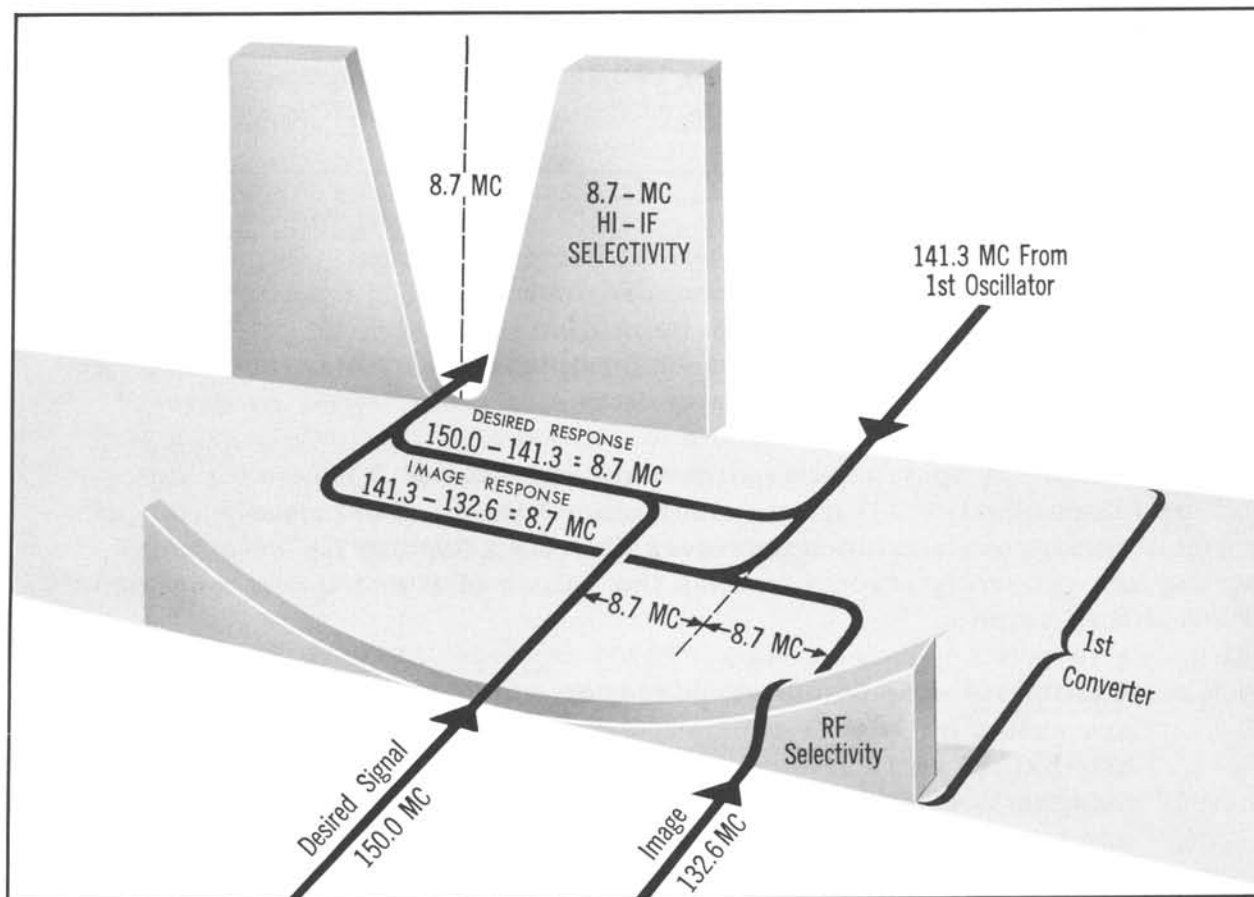 8.7 MC
8.7 – MC
HI – IF
SELECTIVITY
141.3 MC From
1st Oscillator
DESIRED RESPONSE
150.0 – 141.3 = 8.7 MC
IMAGE RESPONSE
141.3 – 132.6 = 8.7 MC
8.7 MC
8.7 MC
1st
Converter
RF
Selectivity
Desired Signal
150.0 MC
Image
132.6 MC